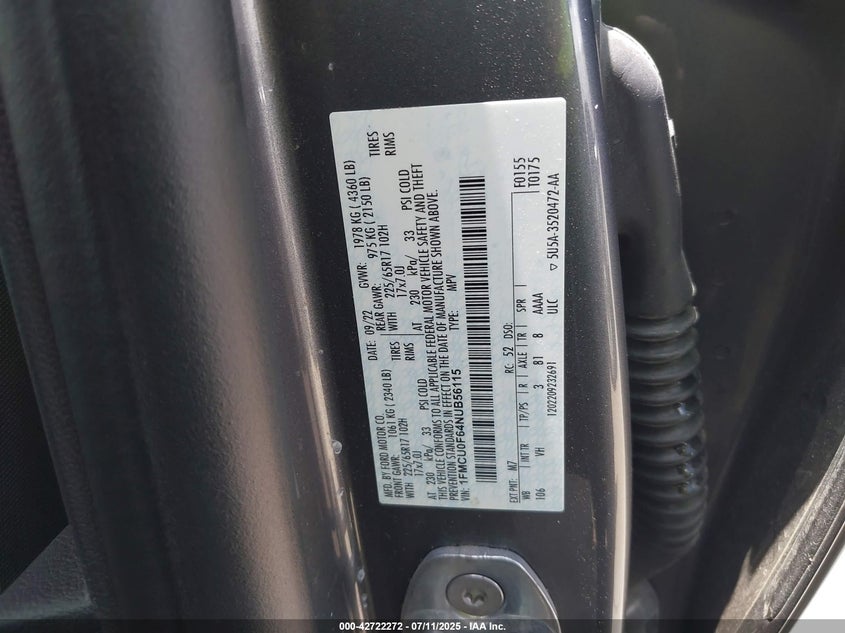 MFD. BY FORD MOTOR CO.
DATE: 09/22 GVWR: 1978 KG ( 4360 LB)
FRONT GAWR: 1061 KG ( 2340 LB) REAR GAWR: 975 KG ( 2150 LB)
WITH 225/65R17 102H TIRES WITH 225/65R17 102H TIRES
17x7.0J RIMS 17x7.0J RIMS
AT 230 kPa/ 33 PSI COLD AT 230 kPa/ 33 PSI COLD
THIS VEHICLE CONFORMS TO ALL APPLICABLE FEDERAL MOTOR VEHICLE SAFETY AND THEFT
PREVENTION STANDARDS IN EFFECT ON THE DATE OF MANUFACTURE SHOWN ABOVE.
VIN: 1FMCU0F64NUB56115 TYPE: MPV
F0155
T0175
EXT PNT: M7 RC: 52 DSO:
WB INT TR TP/PS R AXLE TR SPR
106 VH 3 81 8 AAAA
ULC
1202209232691 5U5A-3520472-AA
000-42722272 - 07/11/2025 - IAA Inc.